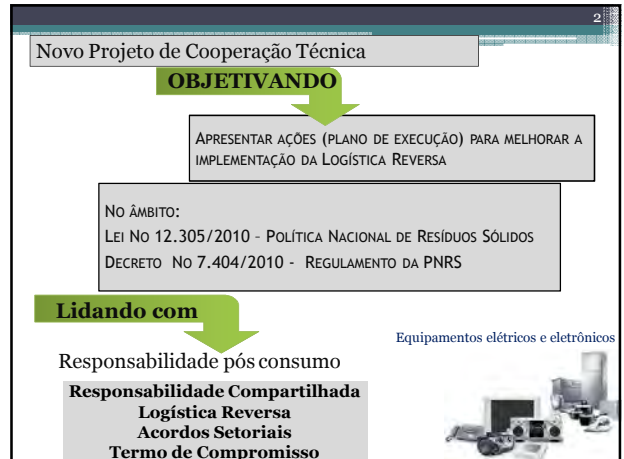 2
Novo Projeto de Cooperação Técnica
OBJETIVANDO
APRESENTAR AÇÕES (PLANO DE EXECUÇÃO) PARA MELHORAR A
IMPLEMENTAÇÃO DA LOGÍSTICA REVERSA
NO ÂMBITO:
LEI NO 12.305/2010 – POLÍTICA NACIONAL DE RESÍDUOS SÓLIDOS
DECRETO NO 7.404/2010 - REGULAMENTO DA PNRS
Lidando com
Equipamentos elétricos e eletrônicos
Responsabilidade pós consumo
Responsabilidade Compartilhada
Logística Reversa
Acordos Setoriais
Termo de Compromisso